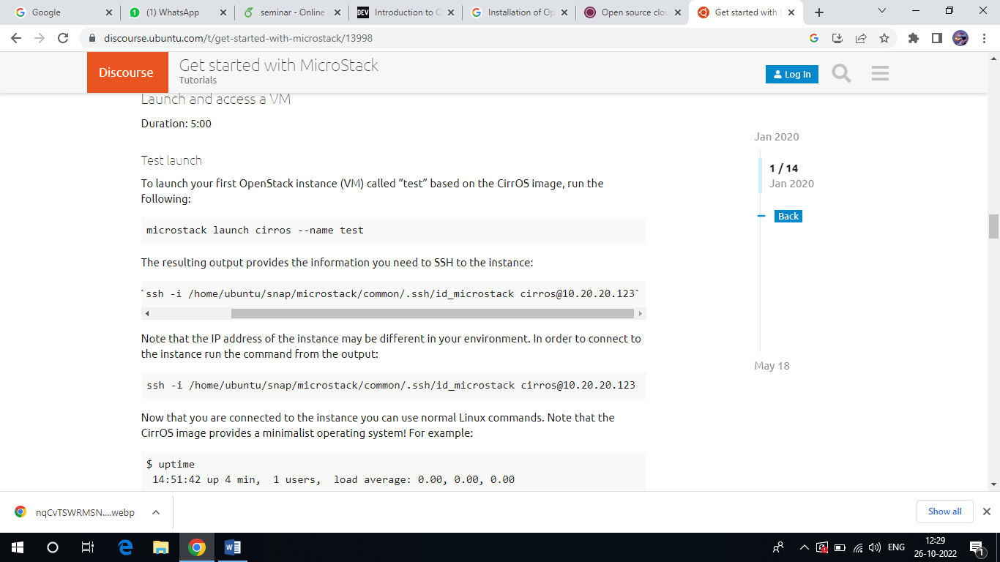 Google
(1) WhatsApp
seminar - Online
DEV Introduction to C
Installation of Op
Open source clou
Get started with
discourse.ubuntu.com/t/get-started-with-microstack/13998
Discourse
Get started with MicroStack
Tutorials
Log In
Launch and access a VM
Duration: 5:00
Test launch
To launch your first OpenStack instance (VM) called “test” based on the CirrOS image, run the
following:
microstack launch cirros --name test
The resulting output provides the information you need to SSH to the instance:
`ssh -i /home/ubuntu/snap/microstack/common/.ssh/id_microstack cirros@10.20.20.123`
Note that the IP address of the instance may be different in your environment. In order to connect to
the instance run the command from the output:
ssh -i /home/ubuntu/snap/microstack/common/.ssh/id_microstack cirros@10.20.20.123
Now that you are connected to the instance you can use normal Linux commands. Note that the
CirrOS image provides a minimalist operating system! For example:
$ uptime
14:51:42 up 4 min,  1 users,  load average: 0.00, 0.00, 0.00
Jan 2020
1 / 14
Jan 2020
Back
May 18
nqCvTSWRMSN....webp
Show all
ENG
12:29
26-10-2022
1